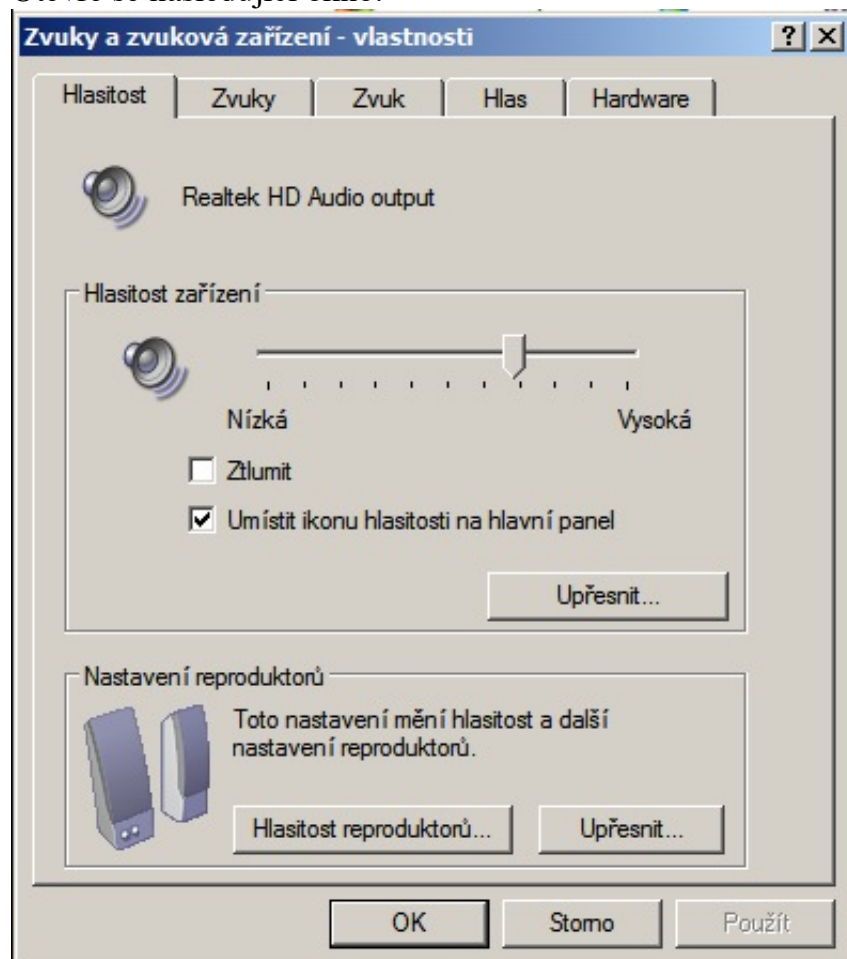 Zvuky a zvuková zařízení - vlastnosti
Hlasitost Zvuky Zvuk Hlas Hardware
Realtek HD Audio output
Hlasitost zařízení
Nízká Vysoká
Ztlumit
Umístit ikonu hlasitosti na hlavní panel
Upřesnit...
Nastavení reproduktorů
Toto nastavení mění hlasitost a další
nastavení reproduktorů.
Hlasitost reproduktorů... Upřesnit...
OK Storno Použít